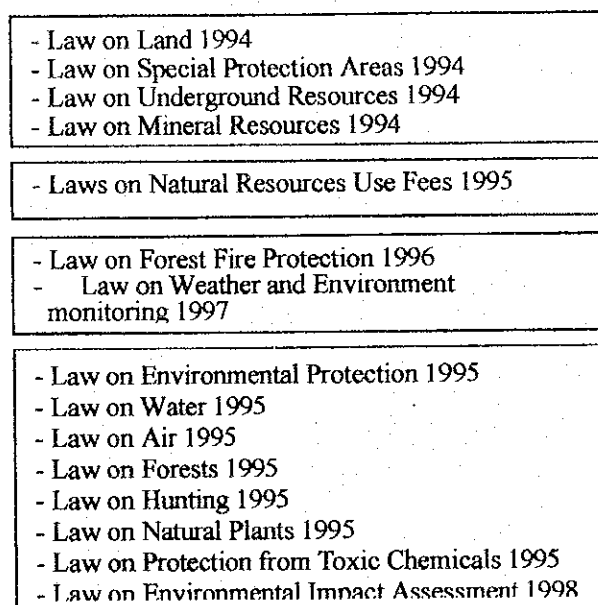 - Law on Land 1994
- Law on Special Protection Areas 1994
- Law on Underground Resources 1994
- Law on Mineral Resources 1994
- Laws on Natural Resources Use Fees 1995
- Law on Forest Fire Protection 1996
- Law on Weather and Environment
monitoring 1997
- Law on Environmental Protection 1995
- Law on Water 1995
- Law on Air 1995
- Law on Forests 1995
- Law on Hunting 1995
- Law on Natural Plants 1995
- Law on Protection from Toxic Chemicals 1995
- Law on Environmental Impact Assessment 1998